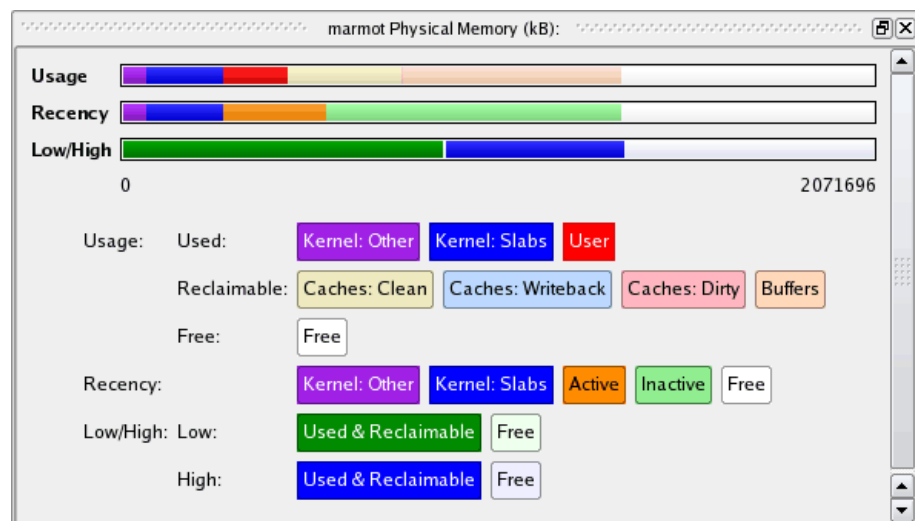 marmot Physical Memory (kB):
Usage
Recency
Low/High
0 2071696
Usage: Used: Kernel: Other Kernel: Slabs User
Reclaimable: Caches: Clean Caches: Writeback Caches: Dirty Buffers
Free: Free
Recency: Kernel: Other Kernel: Slabs Active Inactive Free
Low/High: Low: Used & Reclaimable Free
High: Used & Reclaimable Free